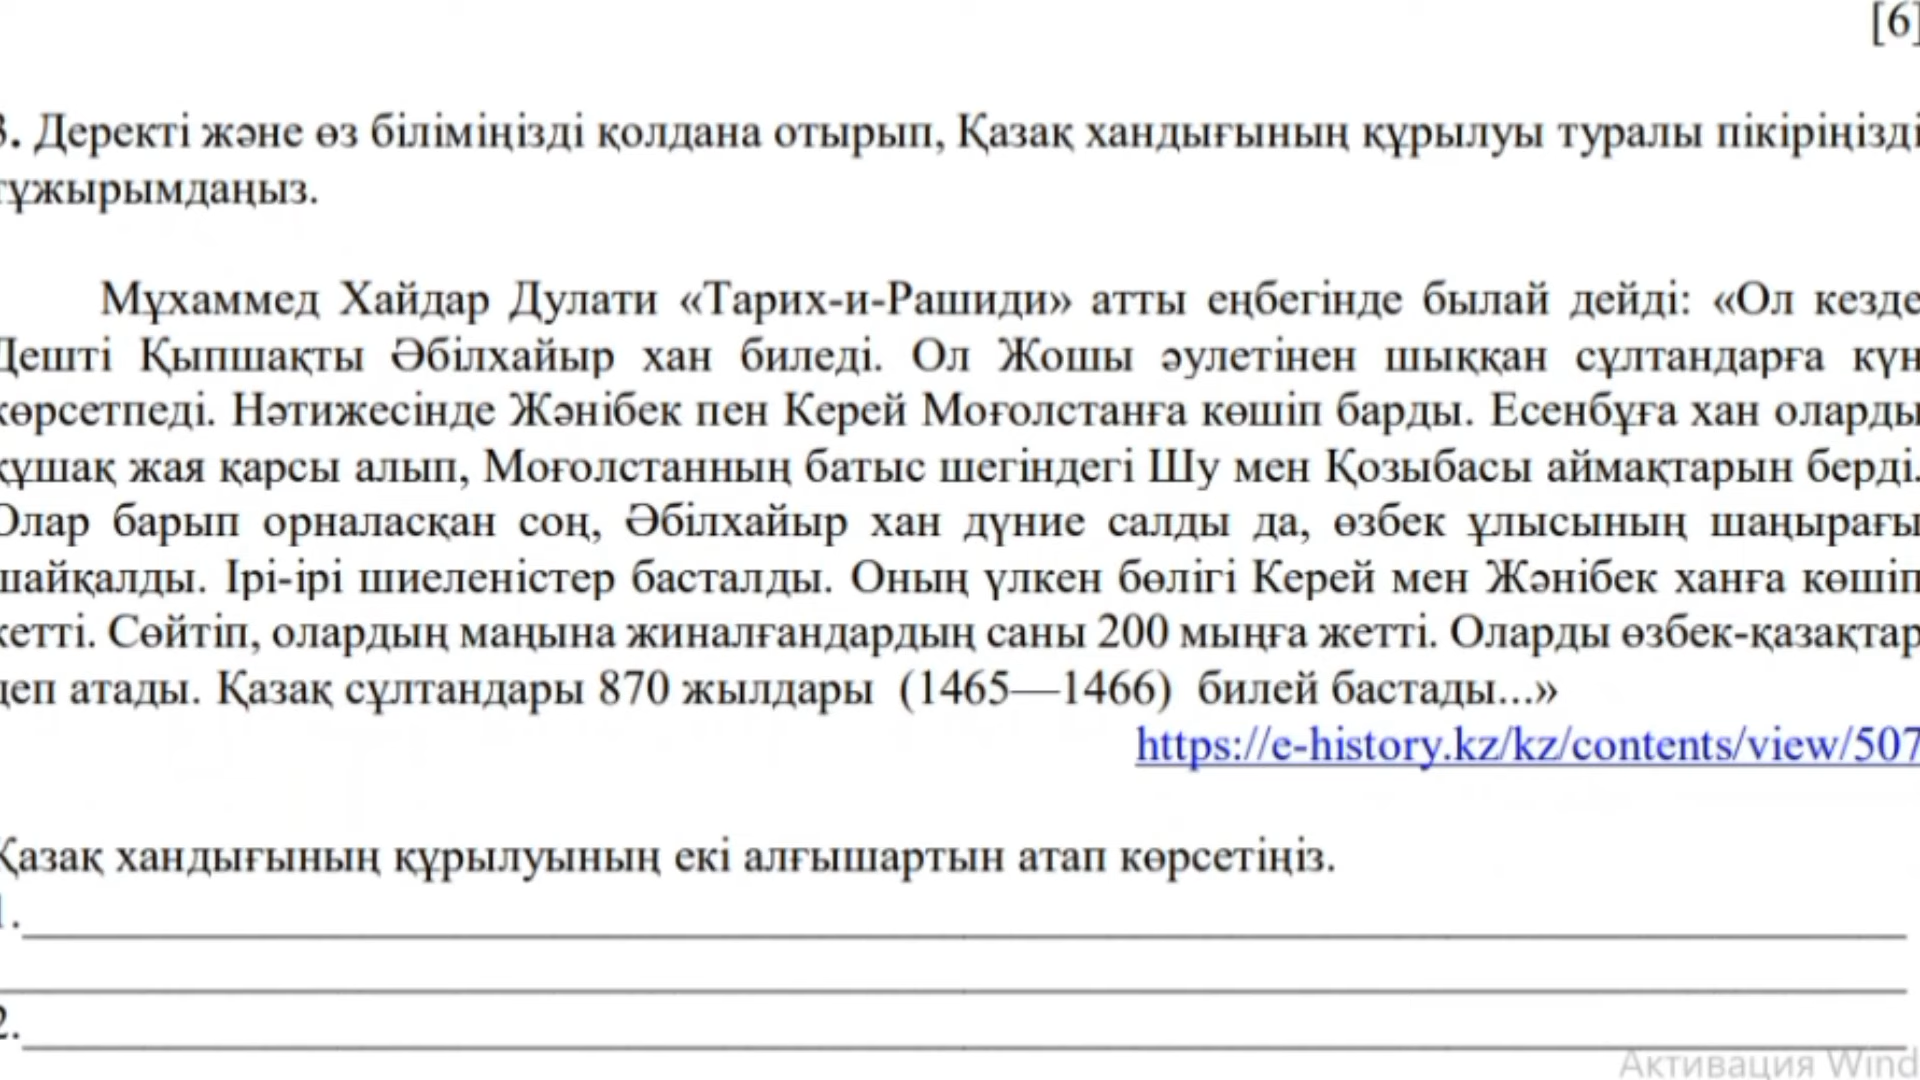 [6]
3. Деректі және өз біліміңізді қолдана отырып, Қазақ хандығының құрылуы туралы пікіріңізді
тұжырымдаңыз.
Мұхаммед Хайдар Дулати «Тарих-и-Рашиди» атты еңбегінде былай дейді: «Ол кезде
Дешті Қыпшақты Әбілхайыр хан биледі. Ол Жошы әулетінен шыққан сұлтандарға күн
көрсетпеді. Нәтижесінде Жәнібек пен Керей Моғолстанға көшіп барды. Есенбұға хан оларды
құшақ жая қарсы алып, Моғолстанның батыс шегіндегі Шу мен Қозыбасы аймақтарын берді.
Олар барып орналасқан соң, Әбілхайыр хан дүние салды да, өзбек ұлысының шаңырағы
шайқалды. Ірі-ірі шиеленістер басталды. Оның үлкен бөлігі Керей мен Жәнібек ханға көшіп
кетті. Сөйтіп, олардың маңына жиналғандардың саны 200 мыңға жетті. Оларды өзбек-қазақтар
деп атады. Қазақ сұлтандары 870 жылдары (1465—1466) билей бастады...»
https://e-history.kz/kz/contents/view/507
Қазақ хандығының құрылуының екі алғышартын атап көрсетіңіз.
1.
2.
Активация Wind